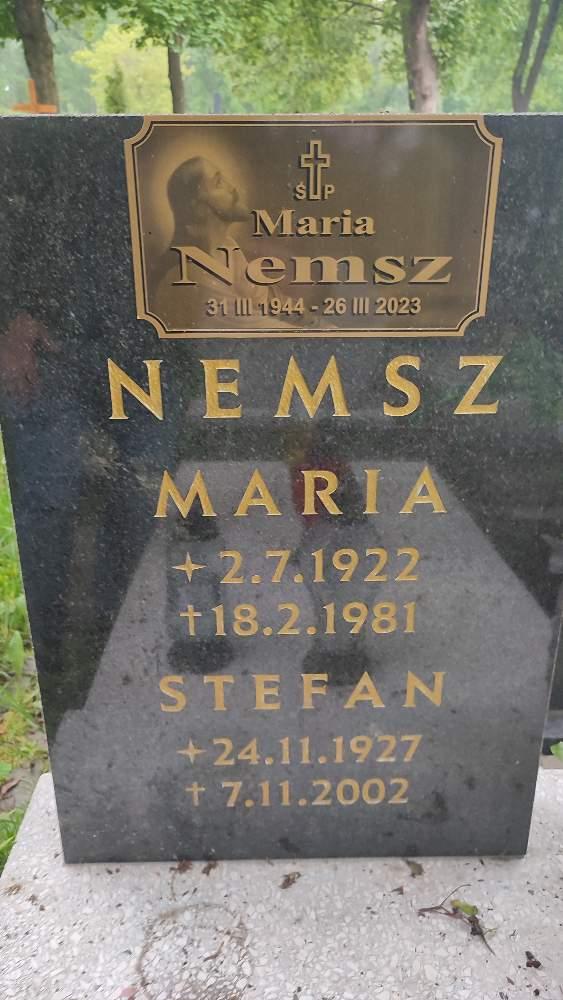 Ś P
Maria
Nemsz
31 III 1944 - 26 III 2023
NEMSZ
MARIA
2.7.1922
†18.2.1981
STEFAN
24.11.1927
† 7.11.2002